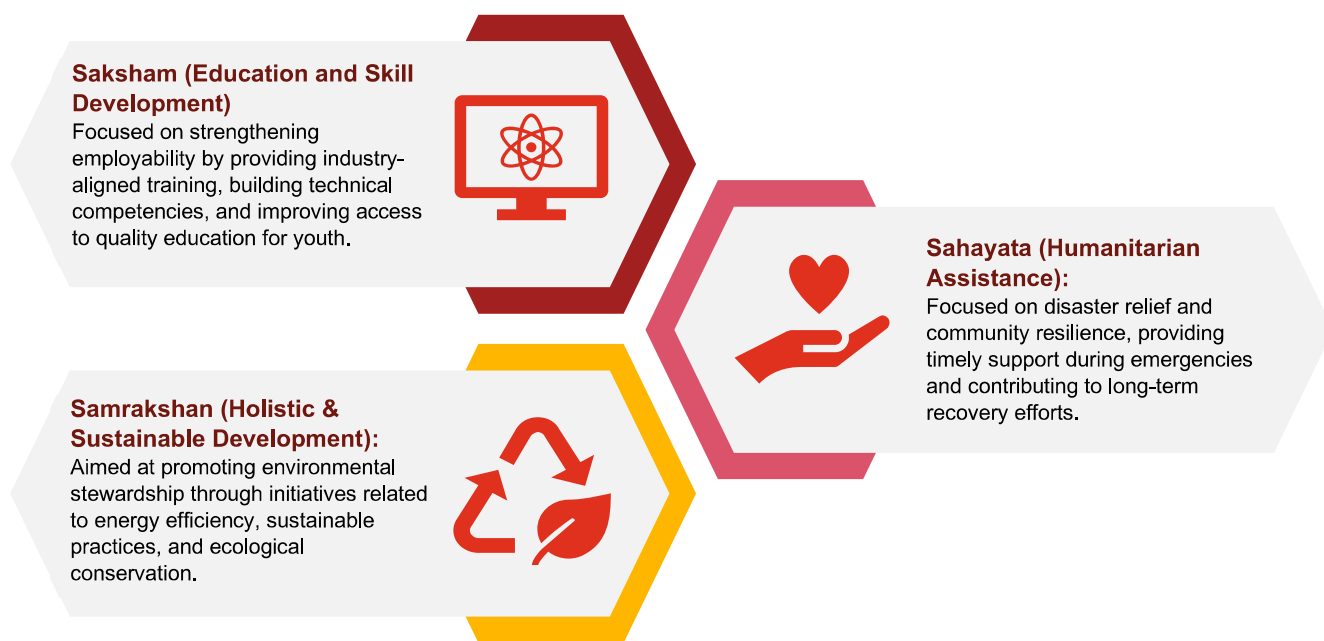 Saksham (Education and Skill
Development)
Focused on strengthening
employability by providing industry-
aligned training, building technical
competencies, and improving access
to quality education for youth.
Sahayata (Humanitarian
Assistance):
Focused on disaster relief and
community resilience, providing
timely support during emergencies
and contributing to long-term
recovery efforts.
Samrakshan (Holistic &
Sustainable Development):
Aimed at promoting environmental
stewardship through initiatives related
to energy efficiency, sustainable
practices, and ecological
conservation.